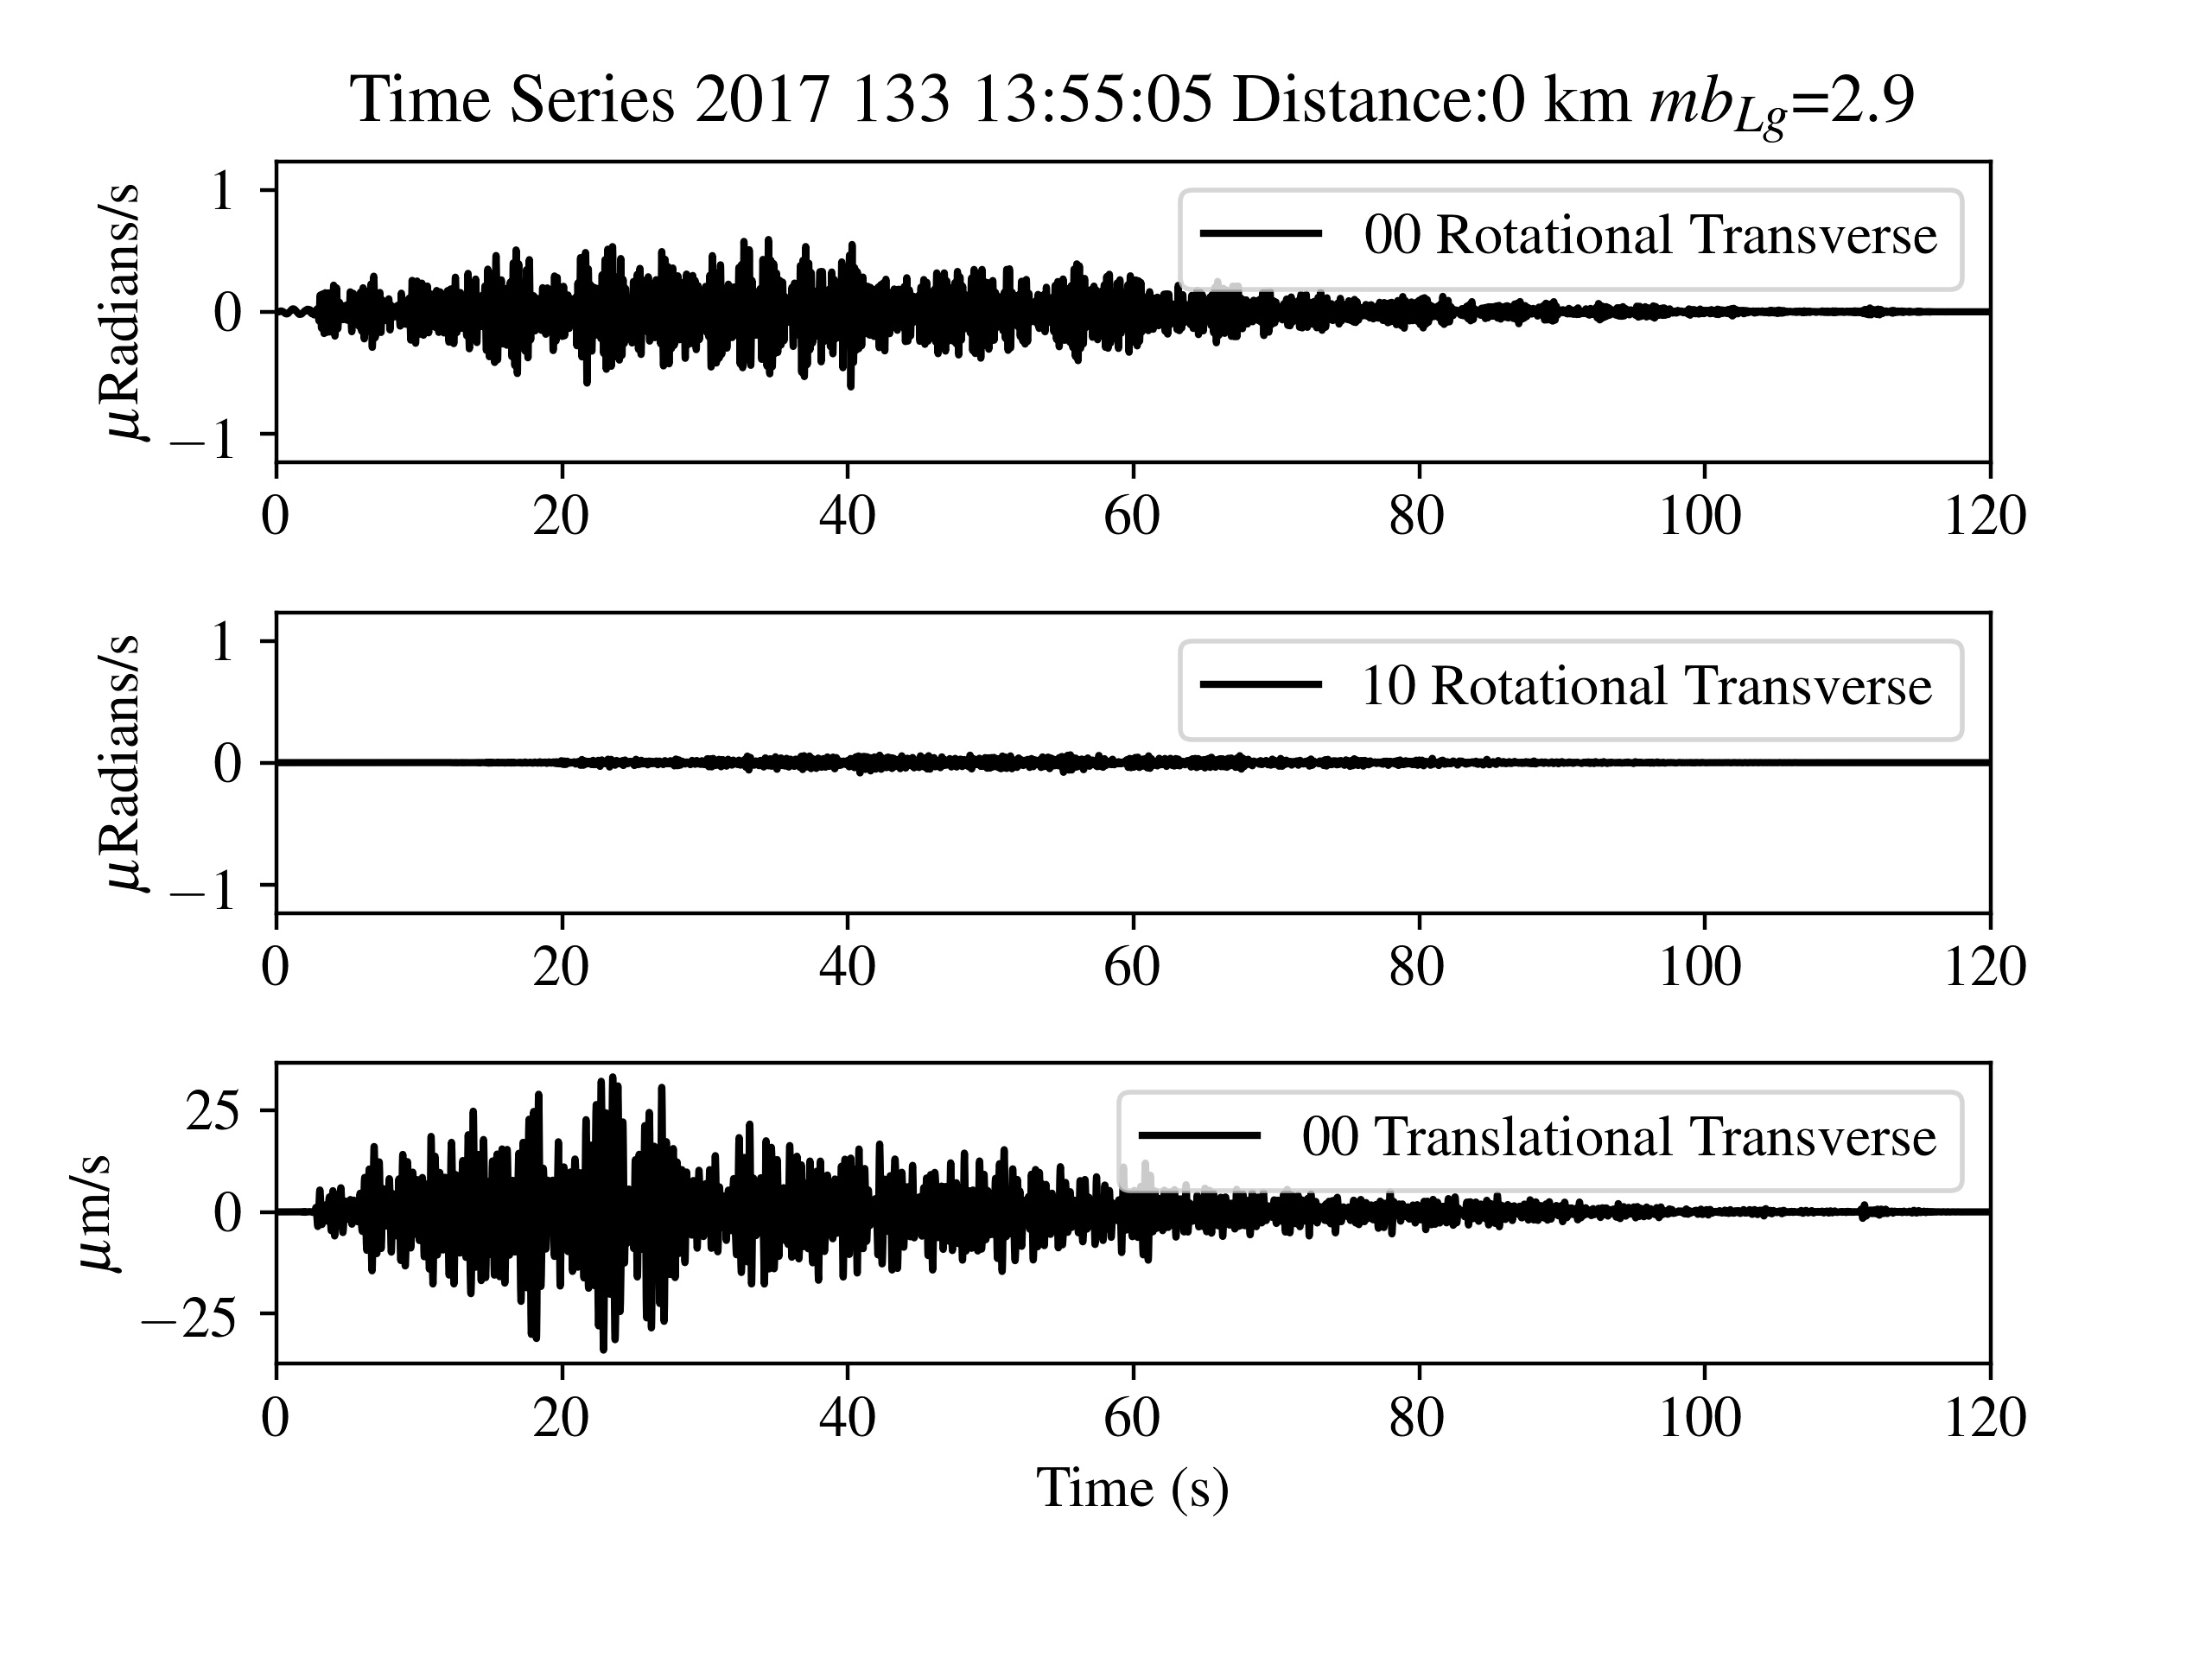 Time Series 2017 133 13:55:05 Distance:0 km mb_Lg=2.9
μRadians/s
1
0
−1
00 Rotational Transverse
0 20 40 60 80 100 120
μRadians/s
1
0
−1
10 Rotational Transverse
0 20 40 60 80 100 120
μm/s
25
0
−25
00 Translational Transverse
0 20 40 60 80 100 120
Time (s)